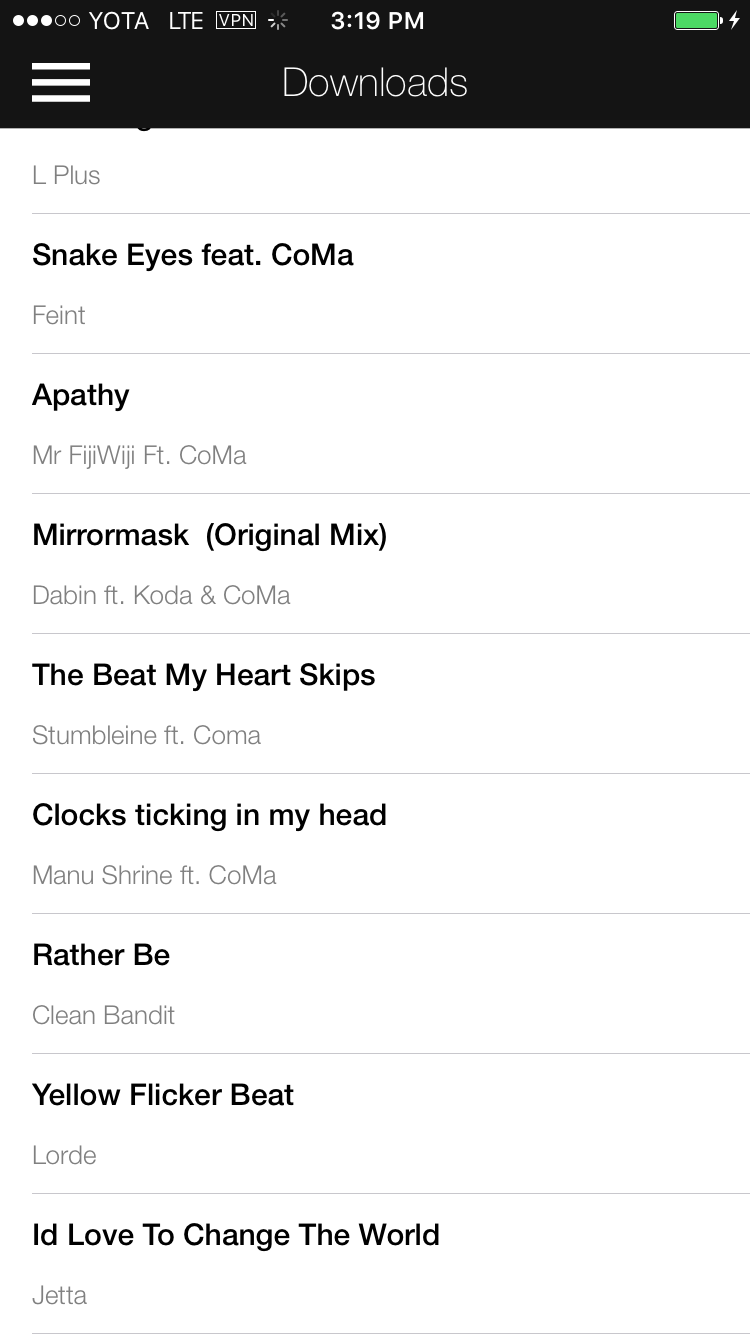 YOTA LTE VPN 3:19 PM
Downloads
L Plus
Snake Eyes feat. CoMa
Feint
Apathy
Mr FijiWiji Ft. CoMa
Mirrormask  (Original Mix)
Dabin ft. Koda & CoMa
The Beat My Heart Skips
Stumbleine ft. Coma
Clocks ticking in my head
Manu Shrine ft. CoMa
Rather Be
Clean Bandit
Yellow Flicker Beat
Lorde
Id Love To Change The World
Jetta